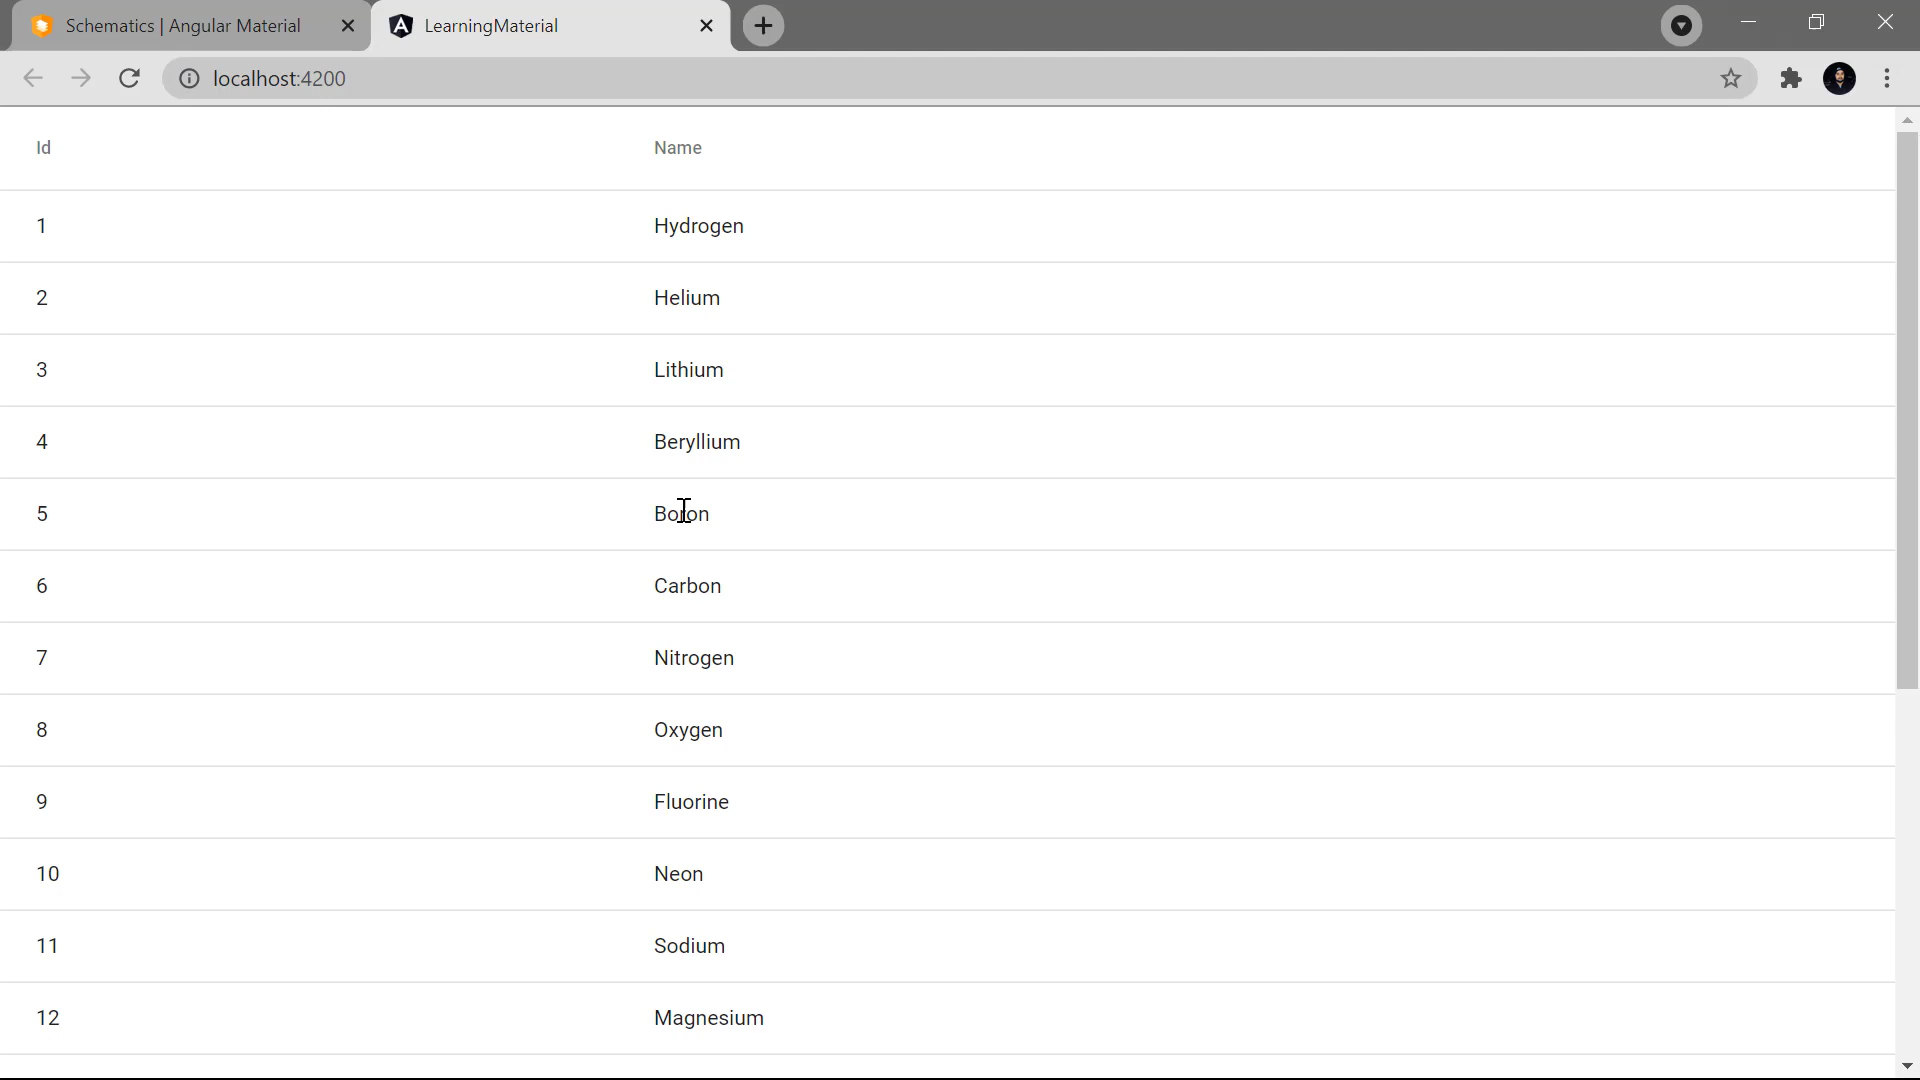 Schematics | Angular Material
LearningMaterial
localhost:4200
Id Name
1 Hydrogen
2 Helium
3 Lithium
4 Beryllium
5 Boron
6 Carbon
7 Nitrogen
8 Oxygen
9 Fluorine
10 Neon
11 Sodium
12 Magnesium